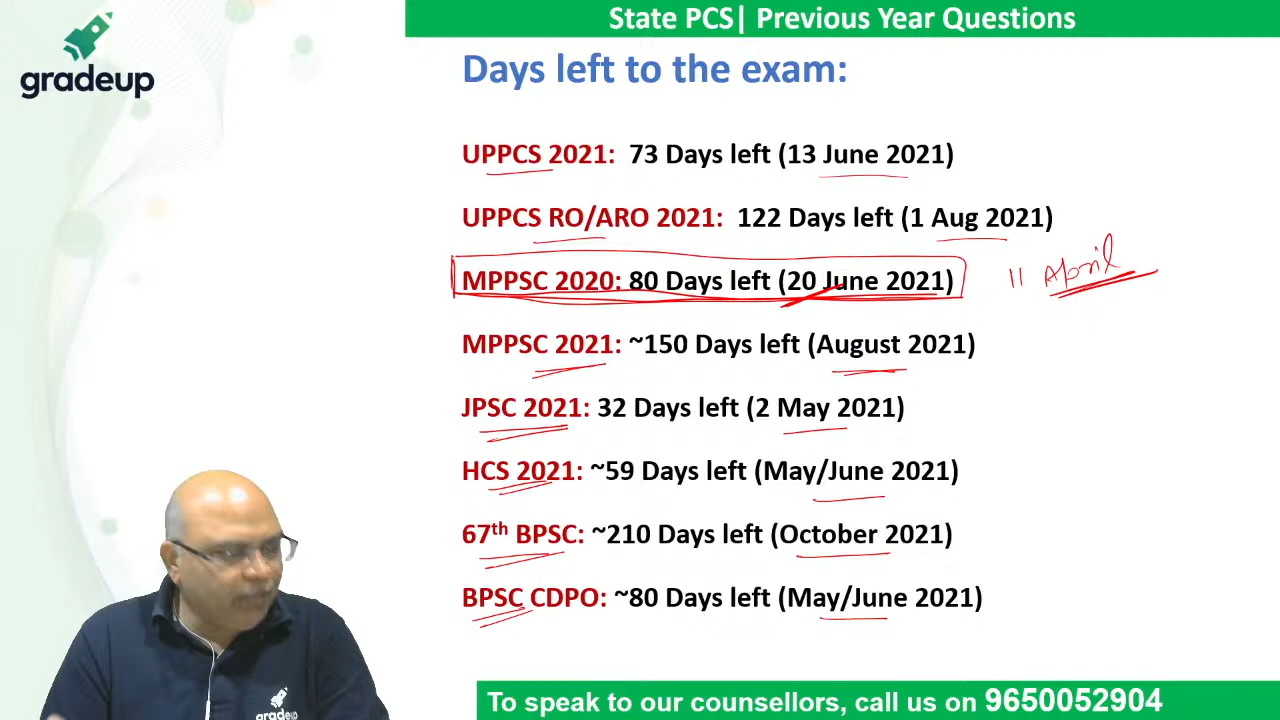 State PCS| Previous Year Questions
gradeup
Days left to the exam:
UPPCS 2021: 73 Days left (13 June 2021)
UPPCS RO/ARO 2021: 122 Days left (1 Aug 2021)
MPPSC 2020: 80 Days left (20 June 2021) 11 April
MPPSC 2021: ~150 Days left (August 2021)
JPSC 2021: 32 Days left (2 May 2021)
HCS 2021: ~59 Days left (May/June 2021)
67th BPSC: ~210 Days left (October 2021)
BPSC CDPO: ~80 Days left (May/June 2021)
gradeup
To speak to our counsellors, call us on 9650052904